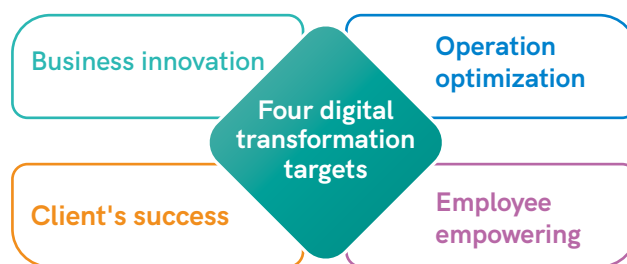 Business innovation
Operation
optimization
Four digital
transformation
targets
Client's success
Employee
empowering